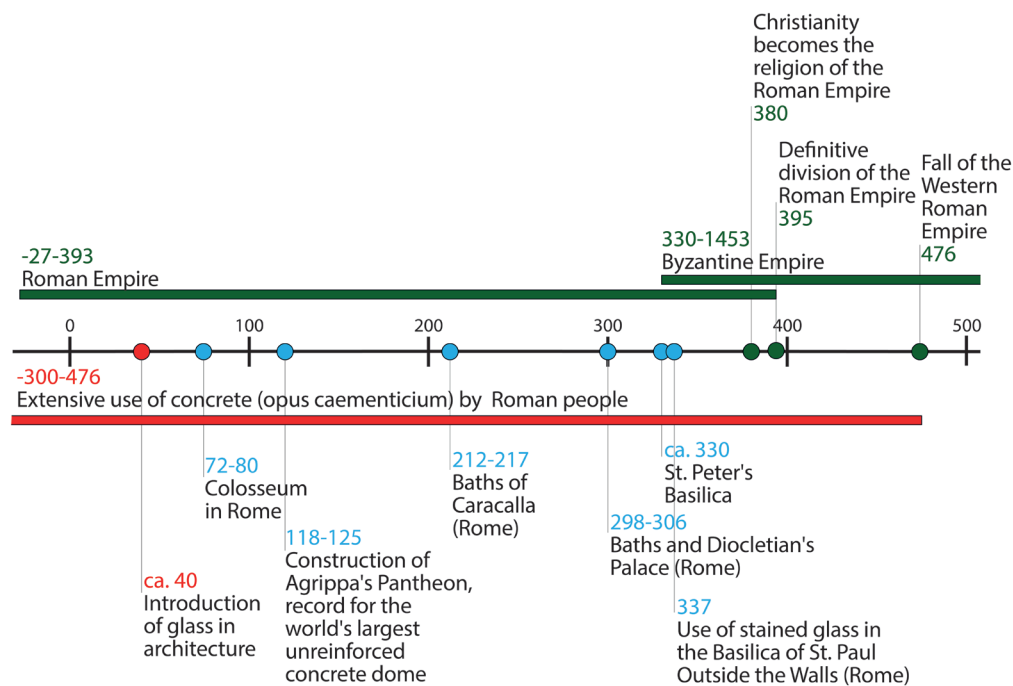 Christianity
becomes the
religion of the
Roman Empire
380
Definitive
division of the
Roman Empire
395
Fall of the
Western
Roman
Empire
476
-27-393
Roman Empire
330-1453
Byzantine Empire
0 100 200 300 400 500
-300-476
Extensive use of concrete (opus caementicium) by Roman people
ca. 40
Introduction
of glass in
architecture
72-80
Colosseum
in Rome
118-125
Construction of
Agrippa's Pantheon,
record for the
world's largest
unreinforced
concrete dome
212-217
Baths of
Caracalla
(Rome)
298-306
Baths and Diocletian's
Palace (Rome)
ca. 330
St. Peter's
Basilica
337
Use of stained glass in
the Basilica of St. Paul
Outside the Walls (Rome)